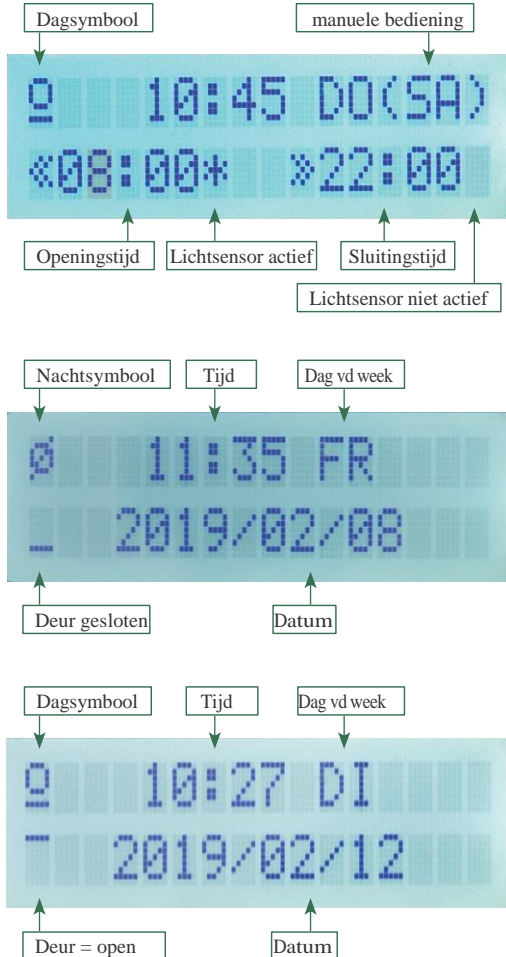 Dagsymbool manuele bediening
o 10:45 DO(SA)
«08:00* »22:00
Openingstijd Lichtsensor actief Sluitingstijd
Lichtsensor niet actief
Nachtsymbool Tijd Dag vd week
ø 11:35 FR
_ 2019/02/08
Deur gesloten Datum
Dagsymbool Tijd Dag vd week
o 10:27 DI
¯ 2019/02/12
Deur = open Datum